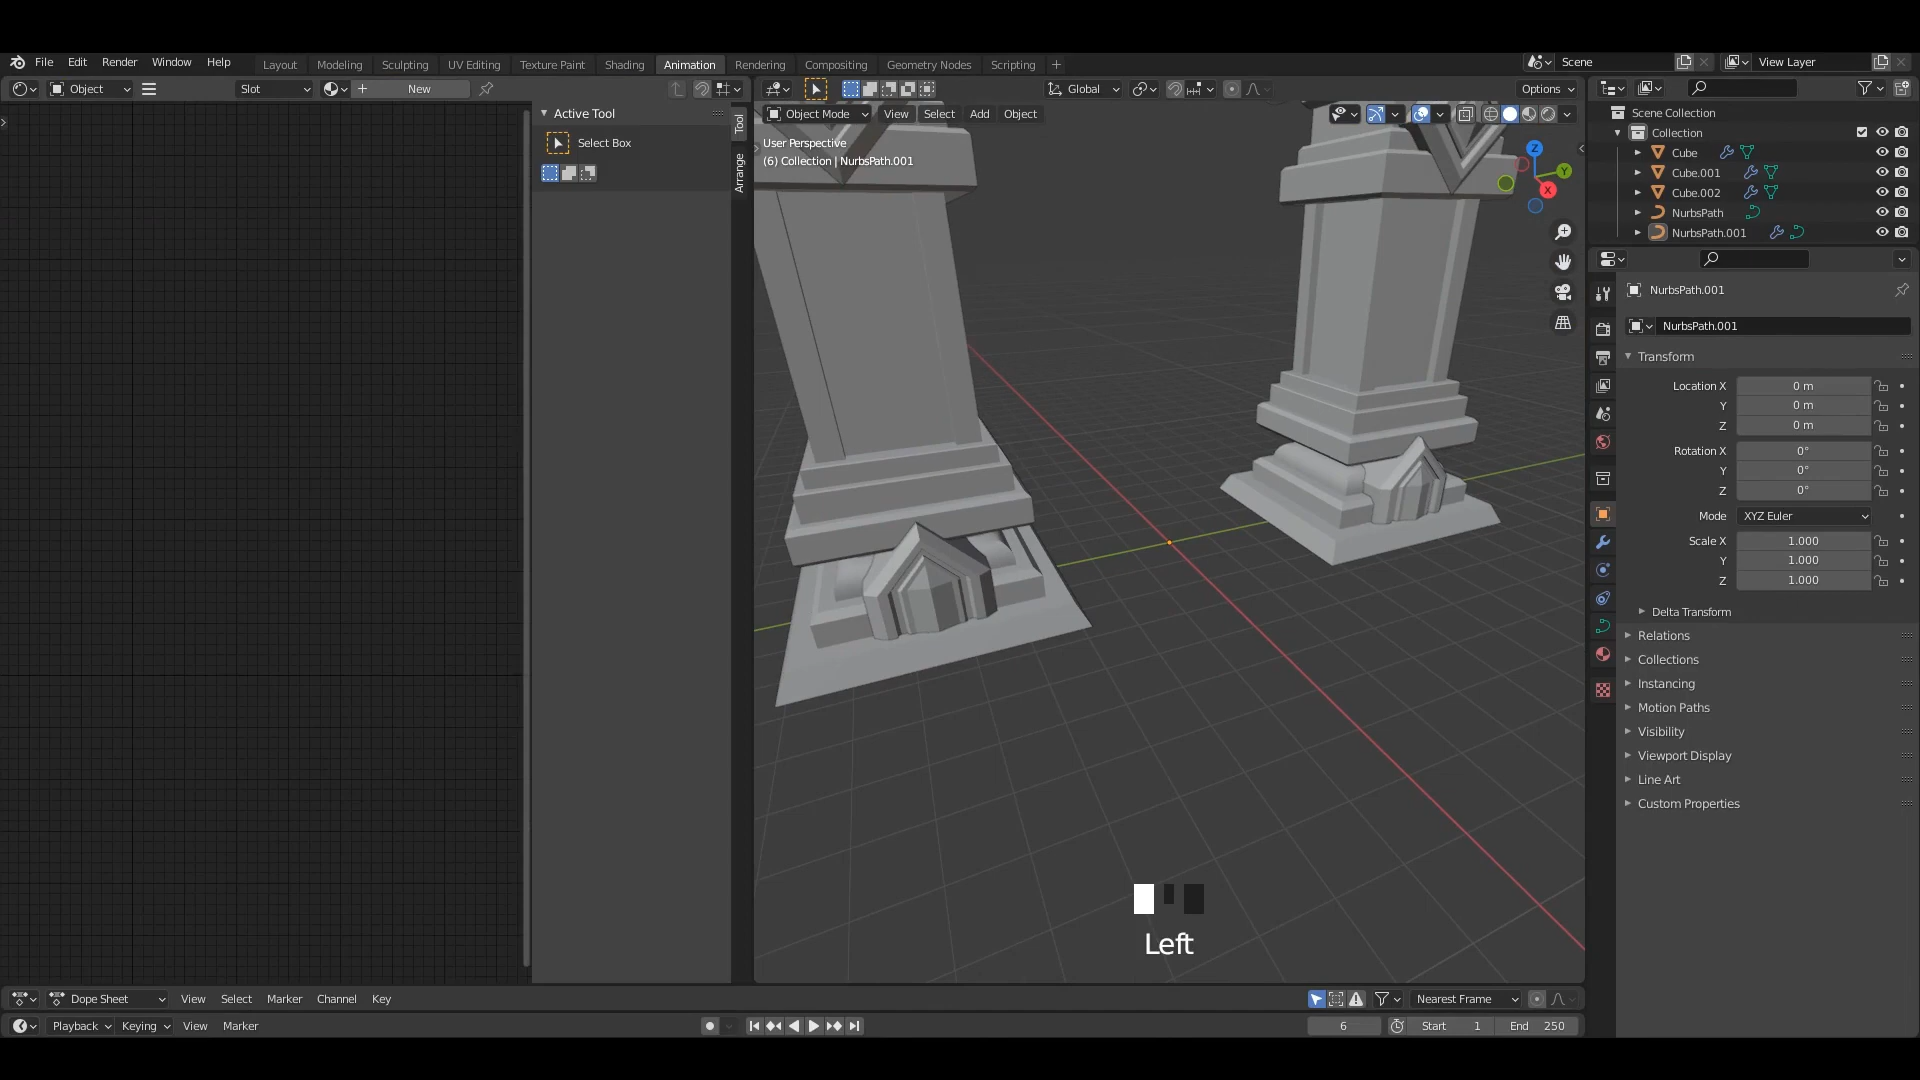 File Edit Render Window Help Layout Modeling Sculpting UV Editing Texture Paint Shading Animation Rendering Compositing Geometry Nodes Scripting + Scene View Layer
Object Slot New Global Options
Active Tool
Select Box
Tool
Arrange
Object Mode View Select Add Object
User Perspective
(6) Collection | NurbsPath.001
Z
Y
X
Left
Scene Collection
Collection
Cube
Cube.001
Cube.002
NurbsPath
NurbsPath.001
NurbsPath.001
NurbsPath.001
Transform
Location X 0 m
Y 0 m
Z 0 m
Rotation X 0°
Y 0°
Z 0°
Mode XYZ Euler
Scale X 1.000
Y 1.000
Z 1.000
Delta Transform
Relations
Collections
Instancing
Motion Paths
Visibility
Viewport Display
Line Art
Custom Properties
Dope Sheet View Select Marker Channel Key Nearest Frame
Playback Keying View Marker 6 Start 1 End 250